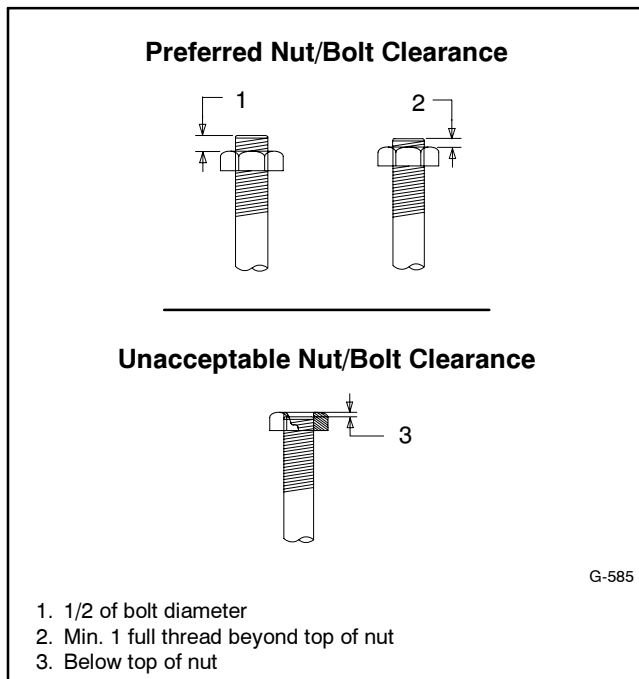 Preferred Nut/Bolt Clearance
1
2
Unacceptable Nut/Bolt Clearance
3
G-585
1. 1/2 of bolt diameter
2. Min. 1 full thread beyond top of nut
3. Below top of nut